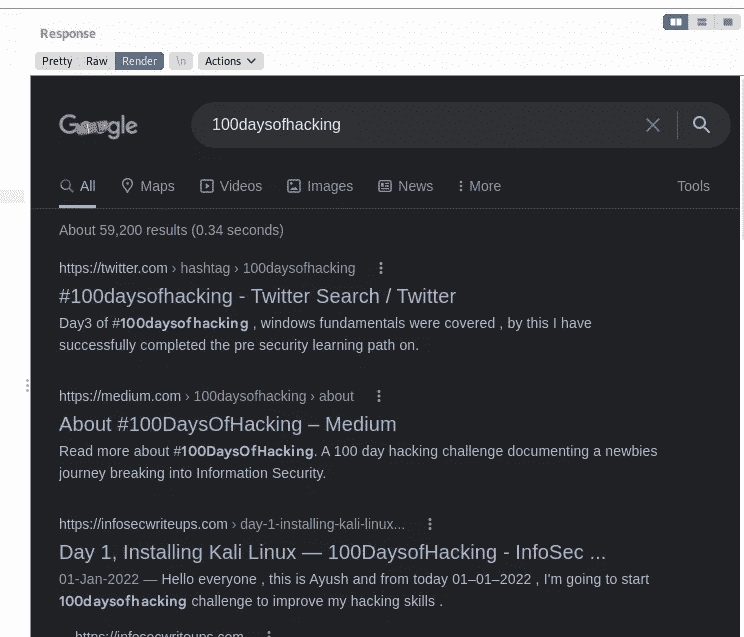 Response
Pretty Raw Render \n Actions
Google 100daysofhacking
All Maps Videos Images News More Tools
About 59,200 results (0.34 seconds)
https://twitter.com › hashtag › 100daysofhacking
#100daysofhacking - Twitter Search / Twitter
Day3 of #100daysofhacking , windows fundamentals were covered , by this I have
successfully completed the pre security learning path on.
https://medium.com › 100daysofhacking › about
About #100DaysOfHacking – Medium
Read more about #100DaysOfHacking. A 100 day hacking challenge documenting a newbies
journey breaking into Information Security.
https://infosecwriteups.com › day-1-installing-kali-linux...
Day 1, Installing Kali Linux — 100DaysofHacking - InfoSec ...
01-Jan-2022 — Hello everyone , this is Ayush and from today 01–01–2022 , I'm going to start
100daysofhacking challenge to improve my hacking skills .
https://infosecwriteups.com